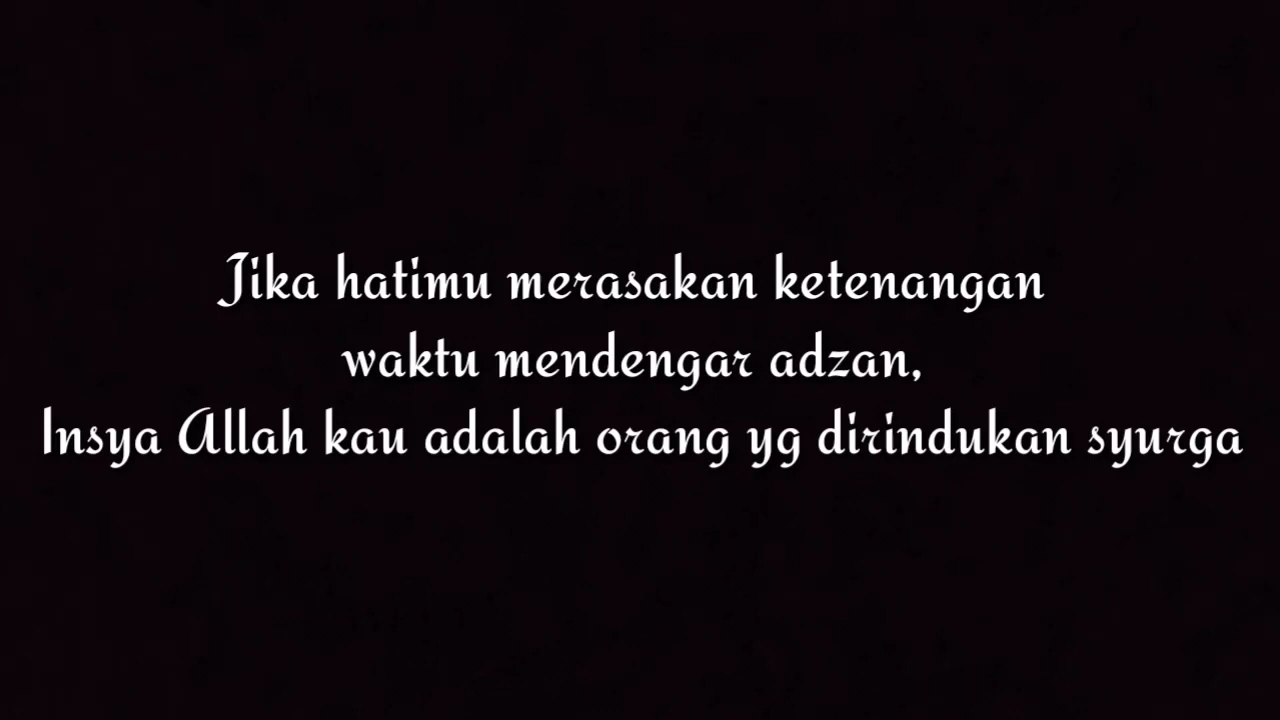 Jika hatimu merasakan ketenangan
waktu mendengar adzan,
Insya Allah kau adalah orang yg dirindukan syurga